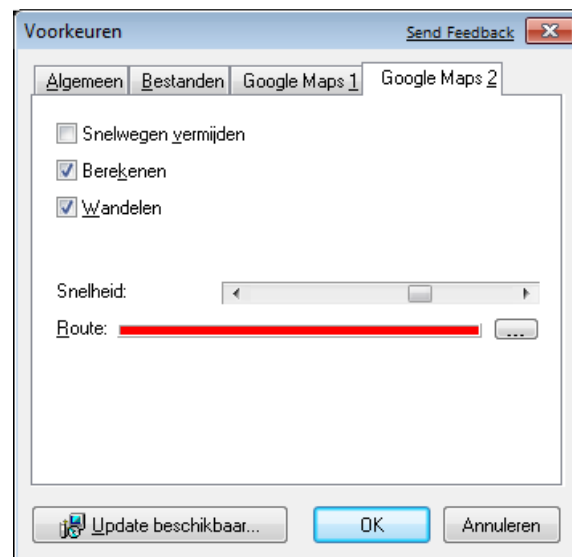 Voorkeuren Send Feedback
Algemeen Bestanden Google Maps 1 Google Maps 2
Snelwegen vermijden
Berekenen
Wandelen
Snelheid:
Route: ...
Update beschikbaar... OK Annuleren